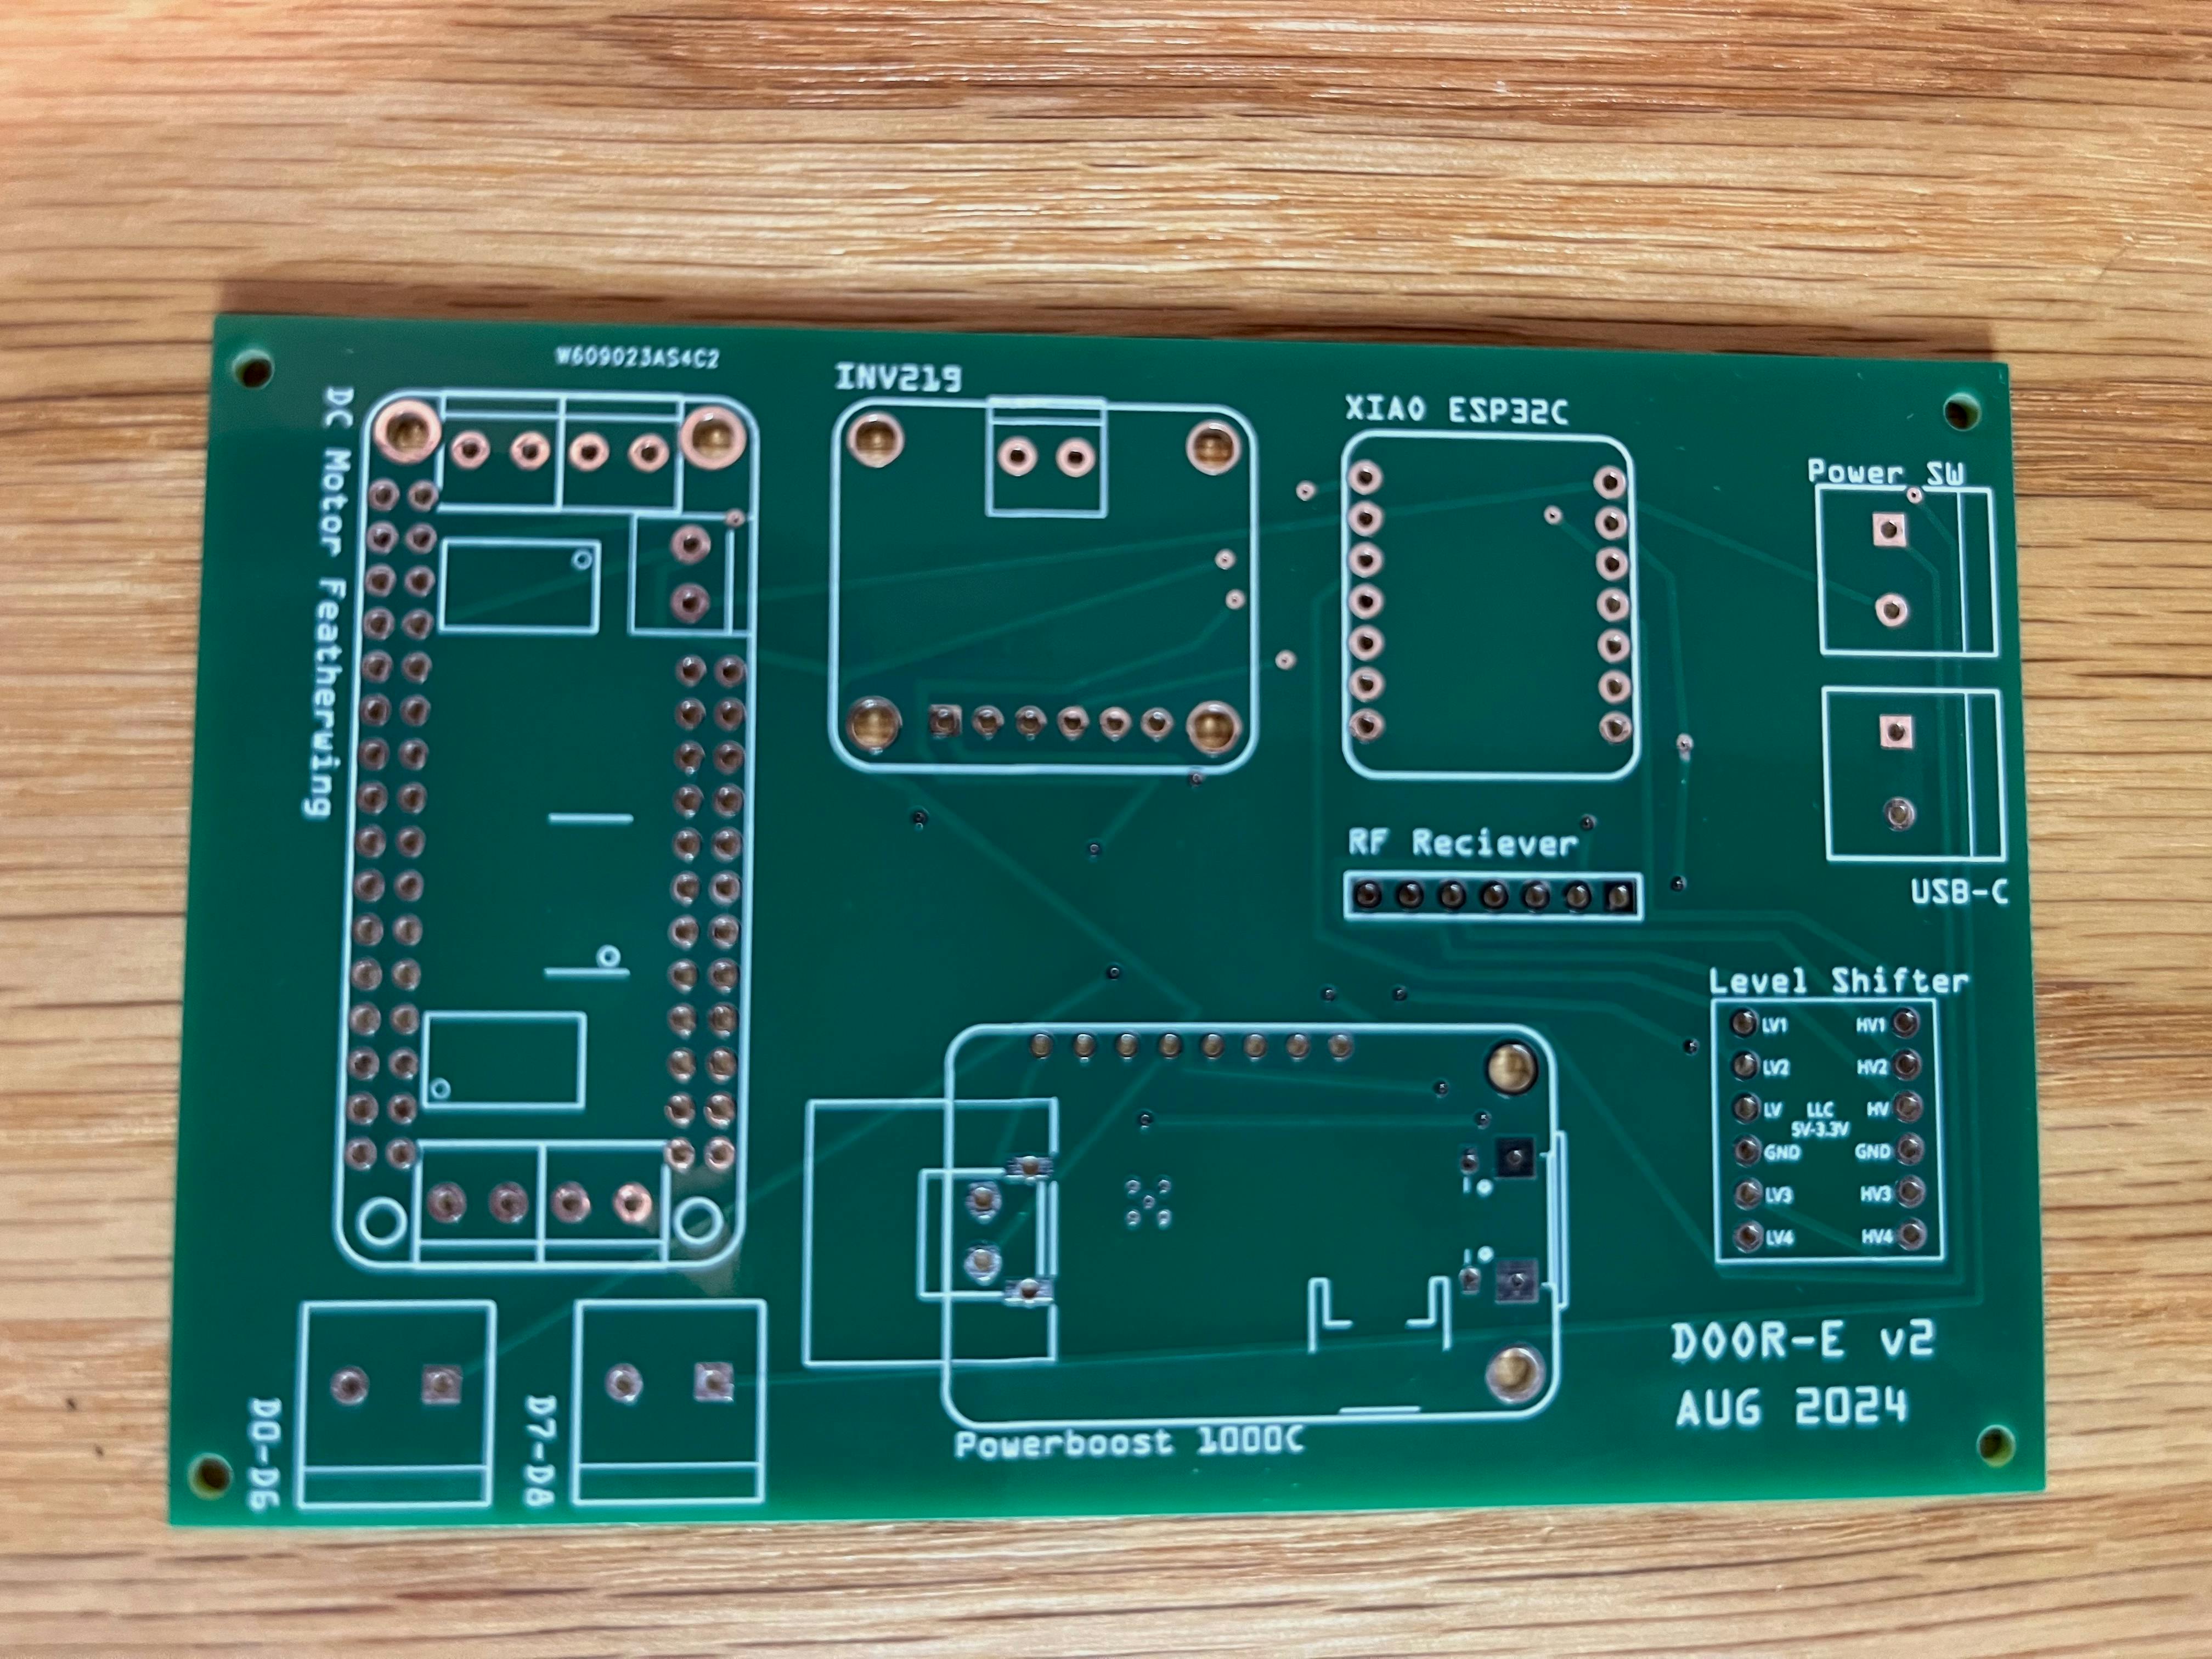 W609023AS4C2
DC Motor Featherwing
INV219
XIAO ESP32C
Power SW
USB-C
RF Reciever
Level Shifter
LV1 HV1
LV2 HV2
LV LLC HV
5V-3.3V
GND GND
LV3 HV3
LV4 HV4
DOOR-E v2
AUG 2024
Powerboost 1000C
D0-D6
D7-D8